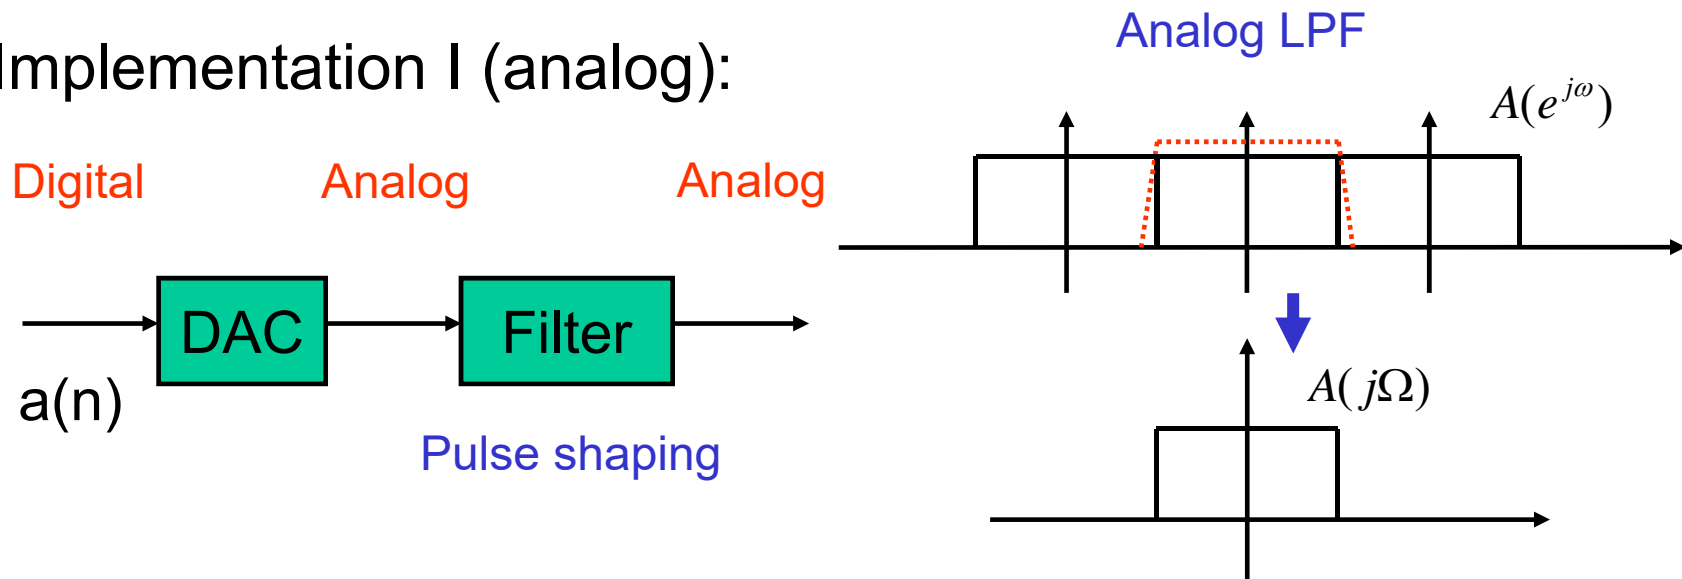 Implementation I (analog):
Digital
Analog
Analog
DAC
Filter
a(n)
Pulse shaping
Analog LPF
A(e^{jω})
A(jΩ)